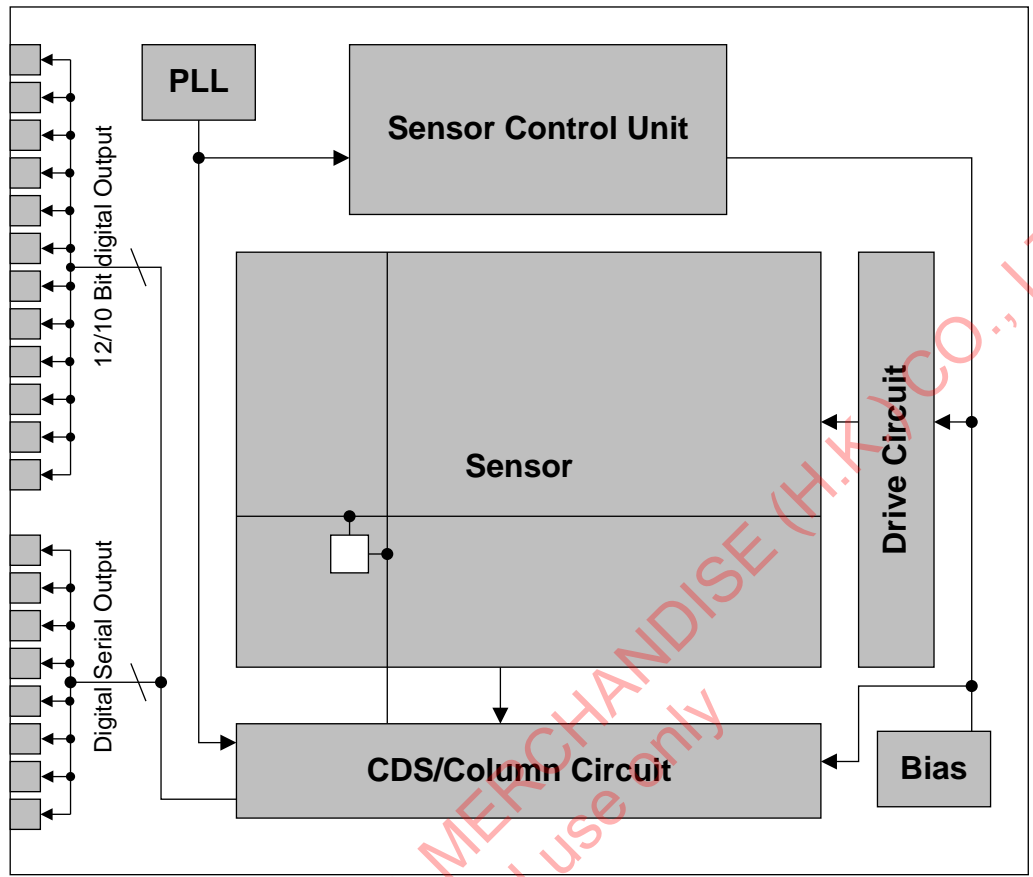 PLL
Sensor Control Unit
12/10 Bit digital Output
Sensor
Drive Circuit
Digital Serial Output
CDS/Column Circuit
Bias
MERCHANDISE (H.K.) CO.,
use only